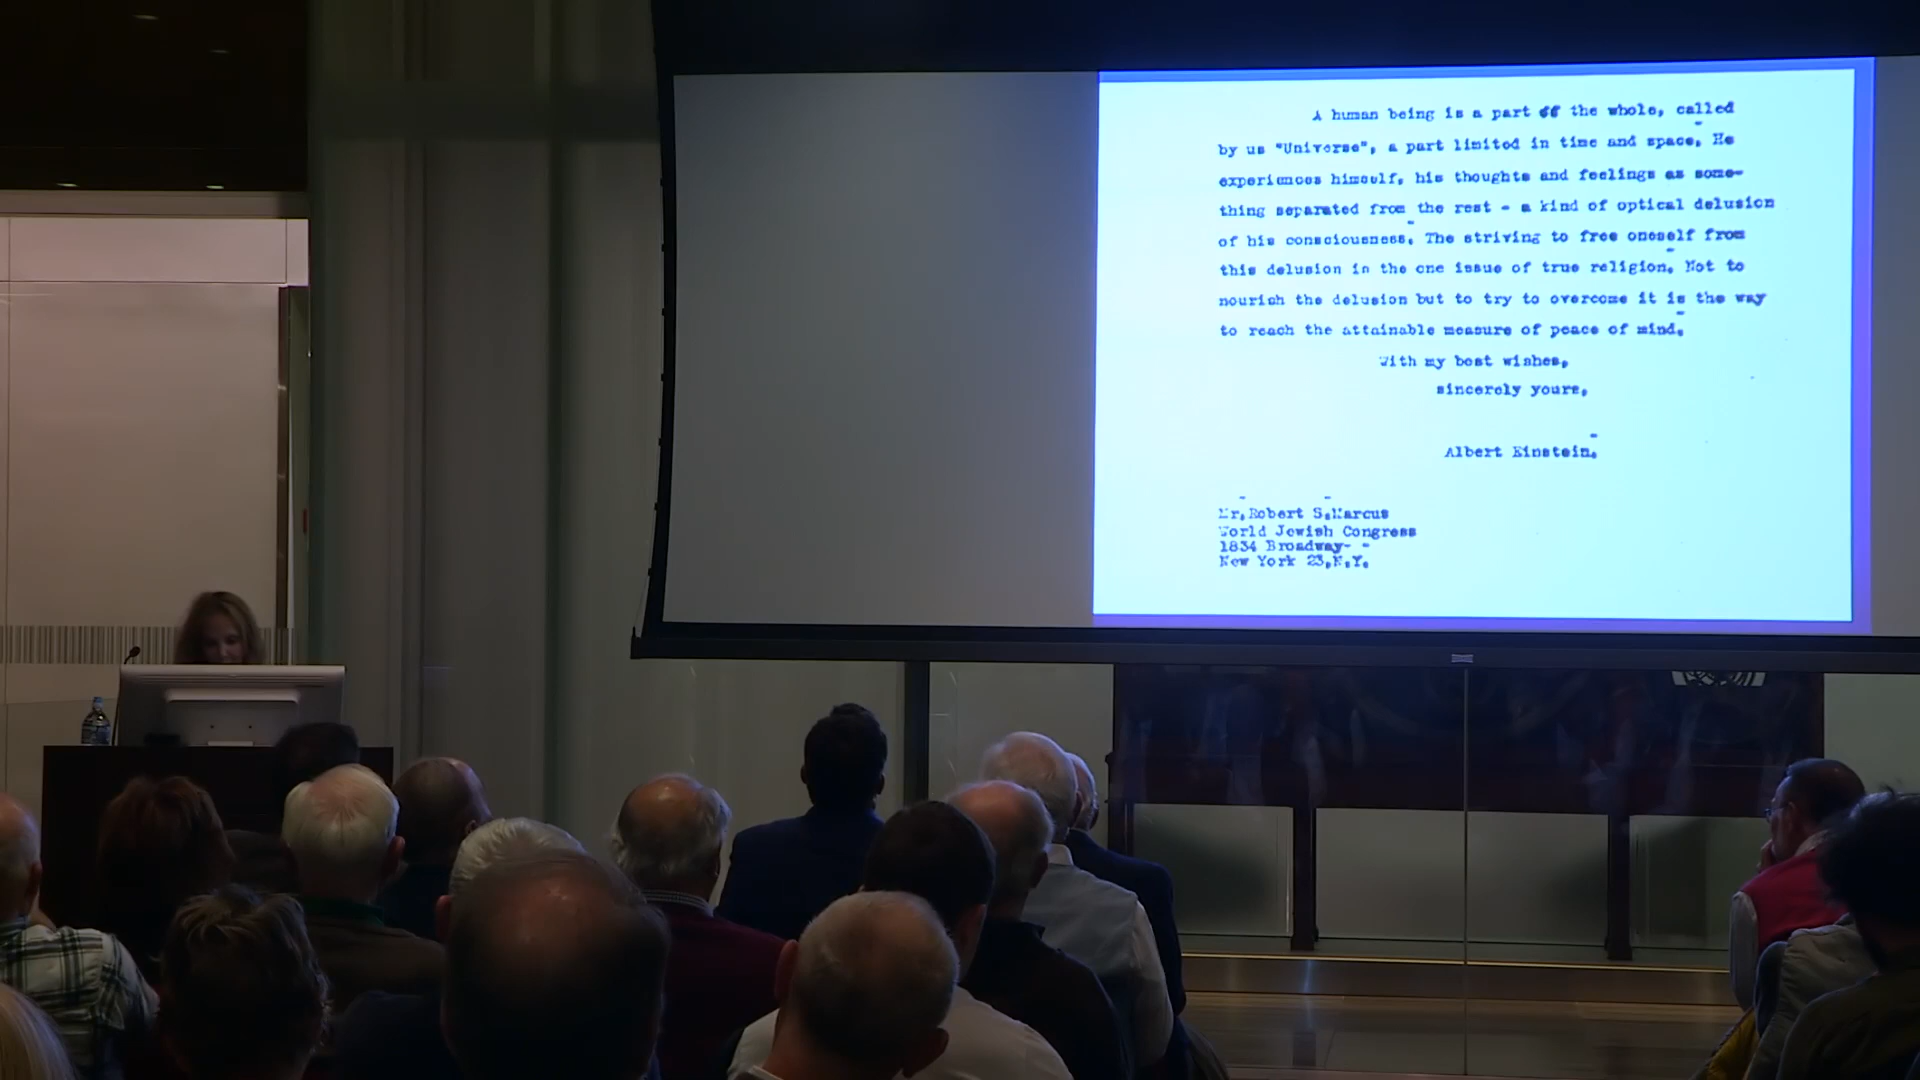 A human being is a part of the whole, called
by us "Universe", a part limited in time and space. He
experiences himself, his thoughts and feelings as some-
thing separated from the rest - a kind of optical delusion
of his consciousness. The striving to free oneself from
this delusion is the one issue of true religion. Not to
nourish the delusion but to try to overcome it is the way
to reach the attainable measure of peace of mind.
With my best wishes,
sincerely yours,
Albert Einstein.
Mr.Robert S.Marcus
World Jewish Congress
1834 Broadway
New York 23,N.Y.